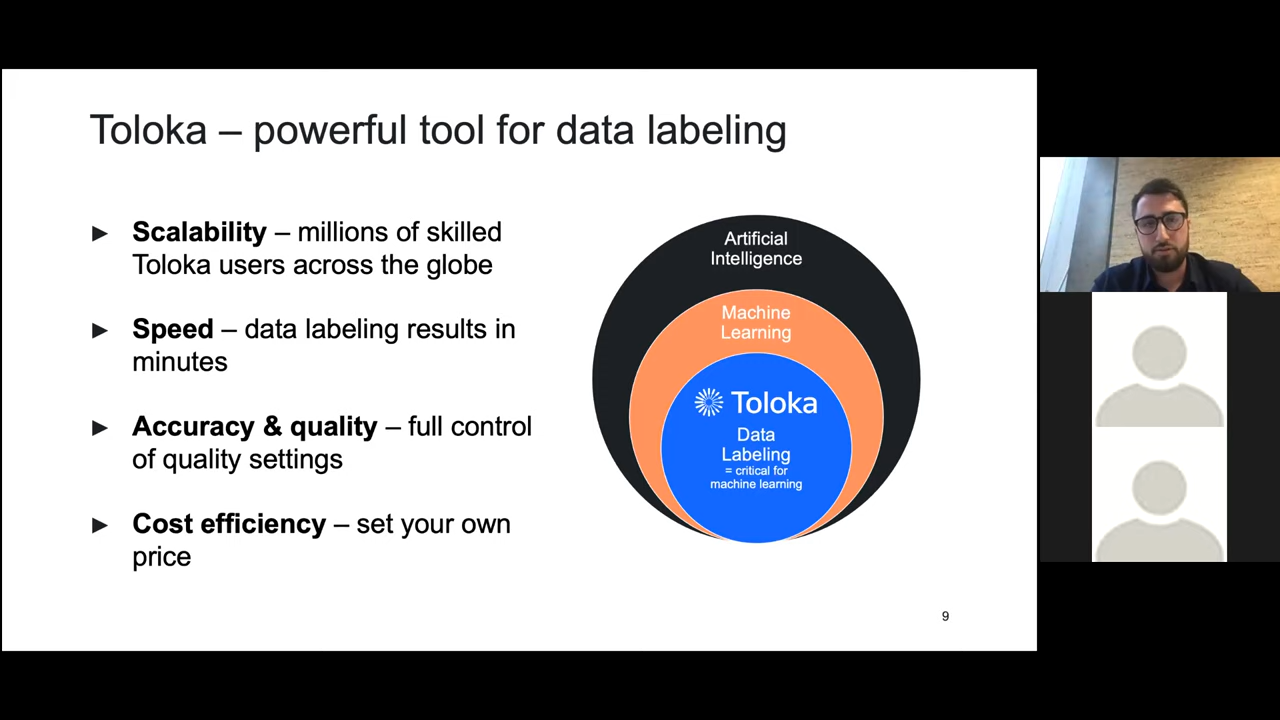 Toloka – powerful tool for data labeling
► Scalability – millions of skilled
Toloka users across the globe
► Speed – data labeling results in
minutes
► Accuracy & quality – full control
of quality settings
► Cost efficiency – set your own
price
Artificial
Intelligence
Machine
Learning
Toloka
Data
Labeling
= critical for
machine learning
9